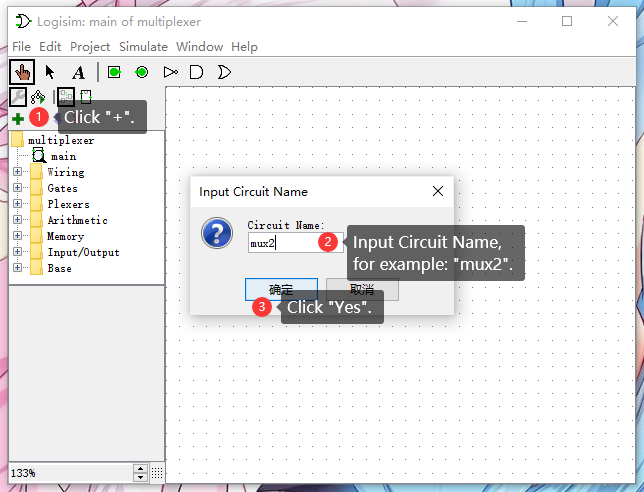 Logisim: main of multiplexer
File Edit Project Simulate Window Help
A
1 Click "+".
multiplexer
main
Wiring
Gates
Plexers
Arithmetic
Memory
Input/Output
Base
Input Circuit Name
Circuit Name:
mux2
2 Input Circuit Name,
for example: "mux2".
确定 取消
3 Click "Yes".
133%